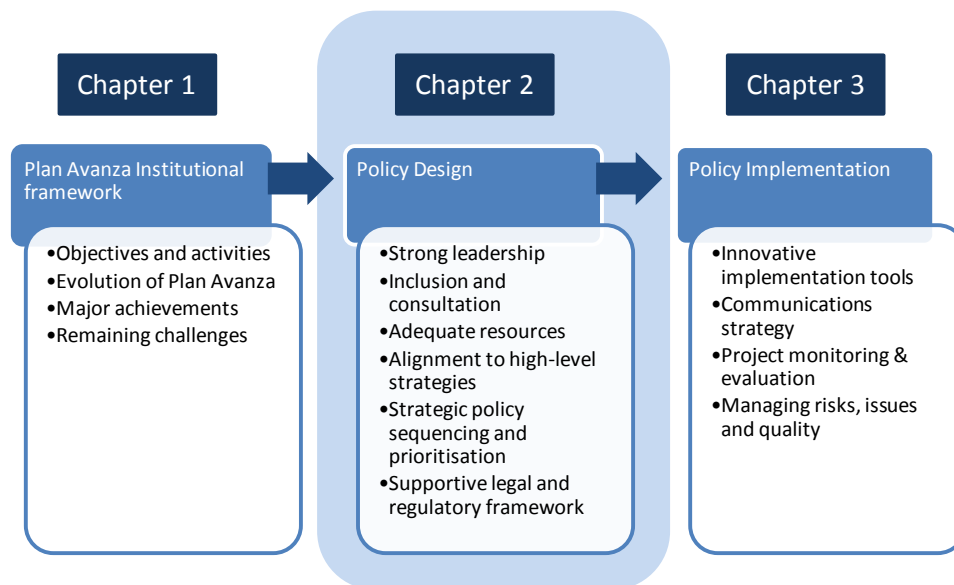 Chapter 1
Plan Avanza Institutional
framework
•Objectives and activities
•Evolution of Plan Avanza
•Major achievements
•Remaining challenges
Chapter 2
Policy Design
•Strong leadership
•Inclusion and
consultation
•Adequate resources
•Alignment to high-level
strategies
•Strategic policy
sequencing and
prioritisation
•Supportive legal and
regulatory framework
Chapter 3
Policy Implementation
•Innovative
implementation tools
•Communications
strategy
•Project monitoring &
evaluation
•Managing risks, issues
and quality